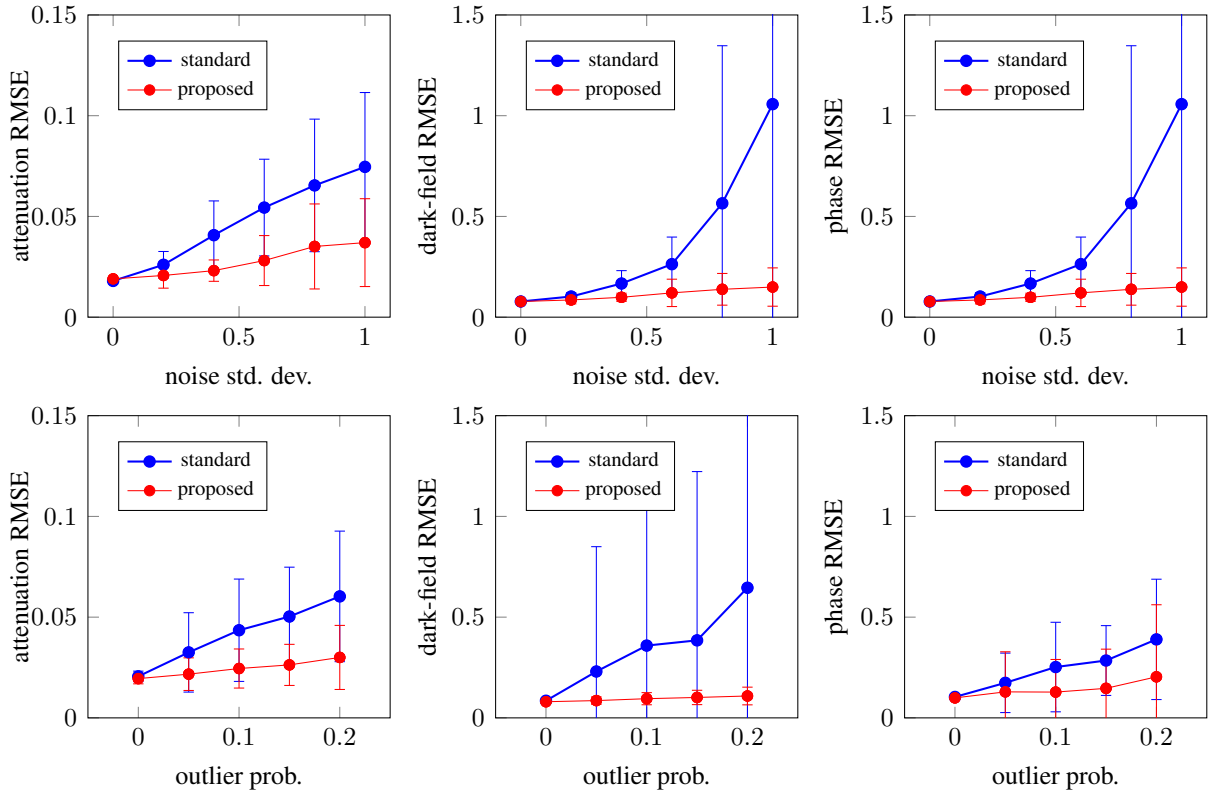 0 0.05 0.1 0.15
attenuation RMSE
standard
proposed
0 0.5 1
noise std. dev.
0 0.5 1 1.5
dark-field RMSE
standard
proposed
0 0.5 1
noise std. dev.
0 0.5 1 1.5
phase RMSE
standard
proposed
0 0.5 1
noise std. dev.
0 0.05 0.1 0.15
attenuation RMSE
standard
proposed
0 0.1 0.2
outlier prob.
0 0.5 1 1.5
dark-field RMSE
standard
proposed
0 0.1 0.2
outlier prob.
0 0.5 1 1.5
phase RMSE
standard
proposed
0 0.1 0.2
outlier prob.